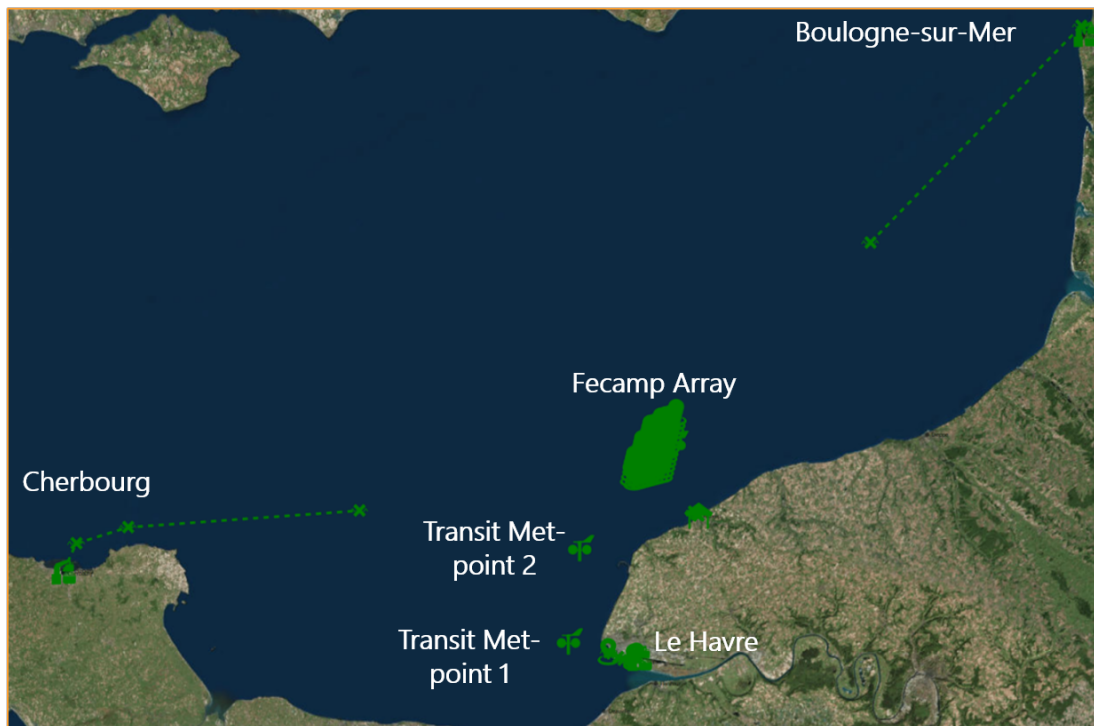 Boulogne-sur-Mer
Fecamp Array
Cherbourg
Transit Met-
point 2
Transit Met-
point 1
Le Havre